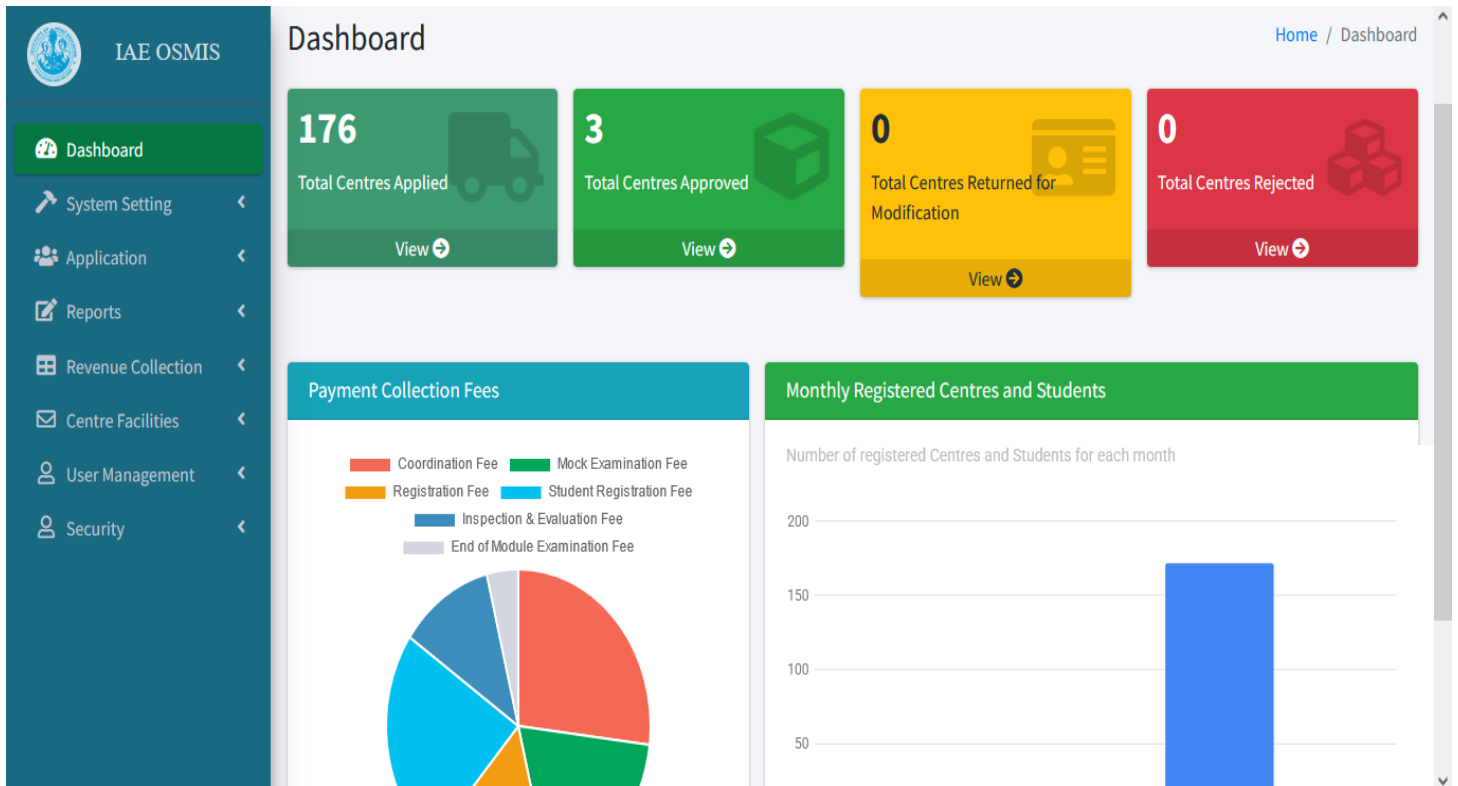 IAE OSMIS
Dashboard
System Setting
Application
Reports
Revenue Collection
Centre Facilities
User Management
Security
Dashboard
Home / Dashboard
176
Total Centres Applied
View
3
Total Centres Approved
View
0
Total Centres Returned for
Modification
View
0
Total Centres Rejected
View
Payment Collection Fees
Coordination Fee Mock Examination Fee
Registration Fee Student Registration Fee
Inspection & Evaluation Fee
End of Module Examination Fee
Monthly Registered Centres and Students
Number of registered Centres and Students for each month
200
150
100
50